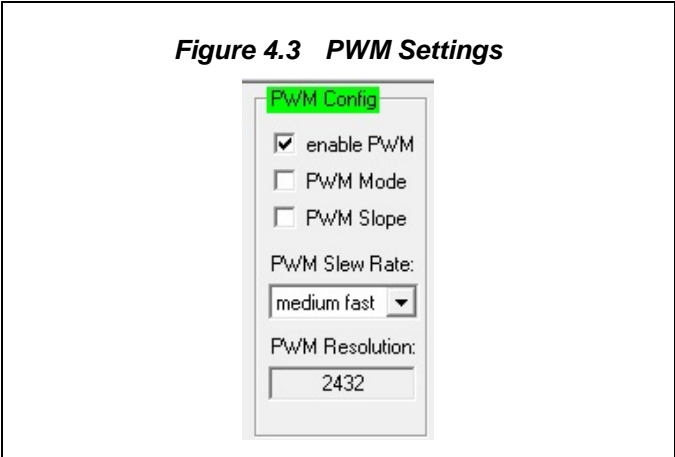 Figure 4.3 PWM Settings
PWM Config
enable PWM
PWM Mode
PWM Slope
PWM Slew Rate:
medium fast
PWM Resolution:
2432